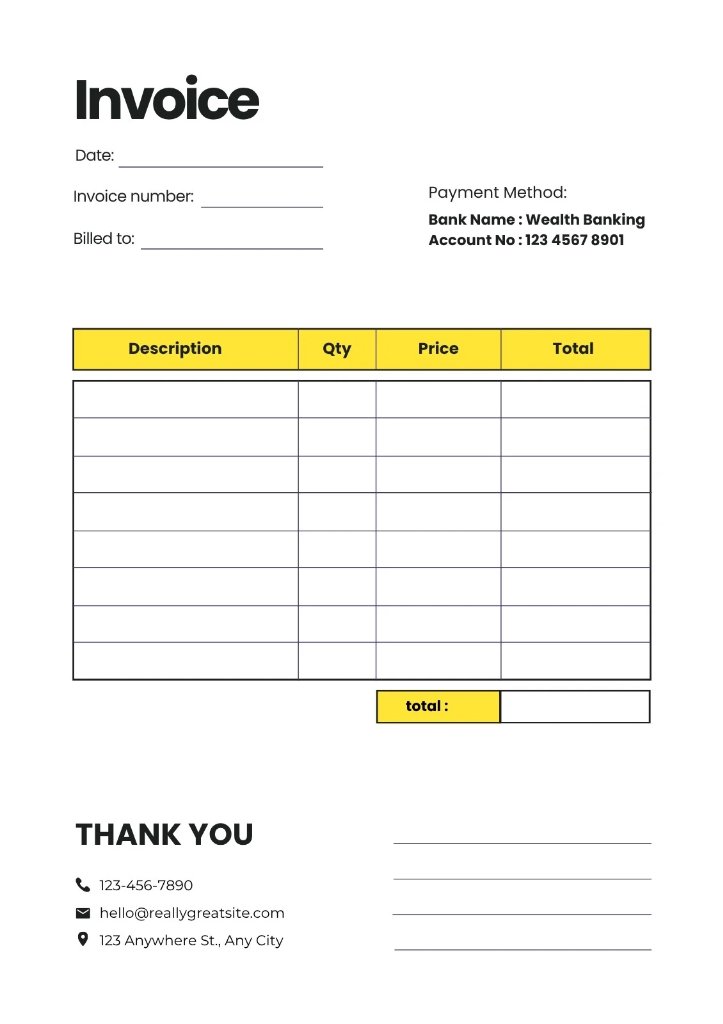 Invoice
Date:
Invoice number:
Billed to:
Payment Method:
Bank Name : Wealth Banking
Account No : 123 4567 8901
Description Qty Price Total
total :
THANK YOU
123-456-7890
hello@reallygreatsite.com
123 Anywhere St., Any City